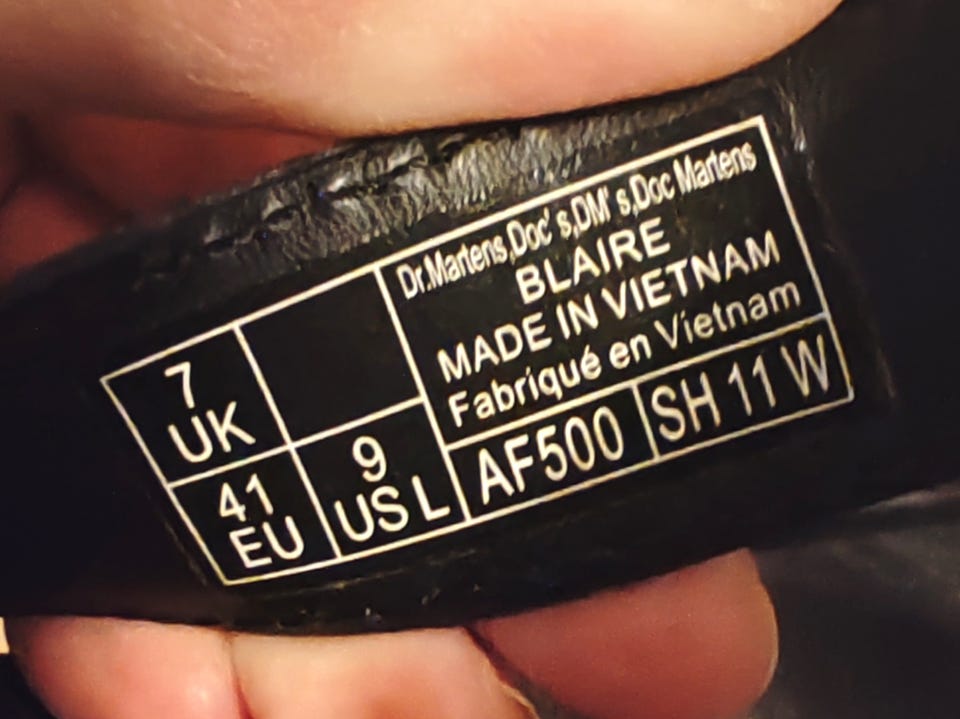 Dr.Martens,Doc's,DM's,Doc Martens
BLAIRE
MADE IN VIETNAM
Fabriqué en Vietnam
7
UK
41
EU
9
US L
AF500
SH 11 W